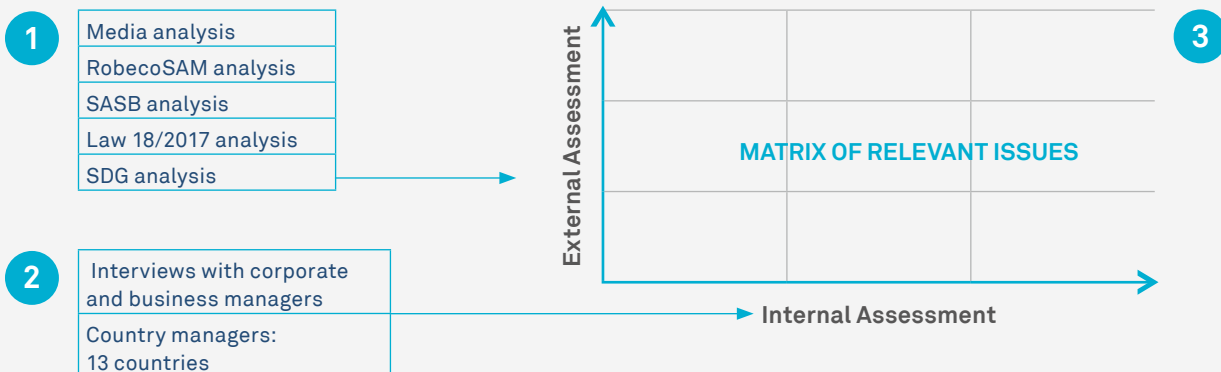 1
Media analysis
RobecoSAM analysis
SASB analysis
Law 18/2017 analysis
SDG analysis
2
Interviews with corporate
and business managers
Country managers:
13 countries
External Assessment
MATRIX OF RELEVANT ISSUES
Internal Assessment
3